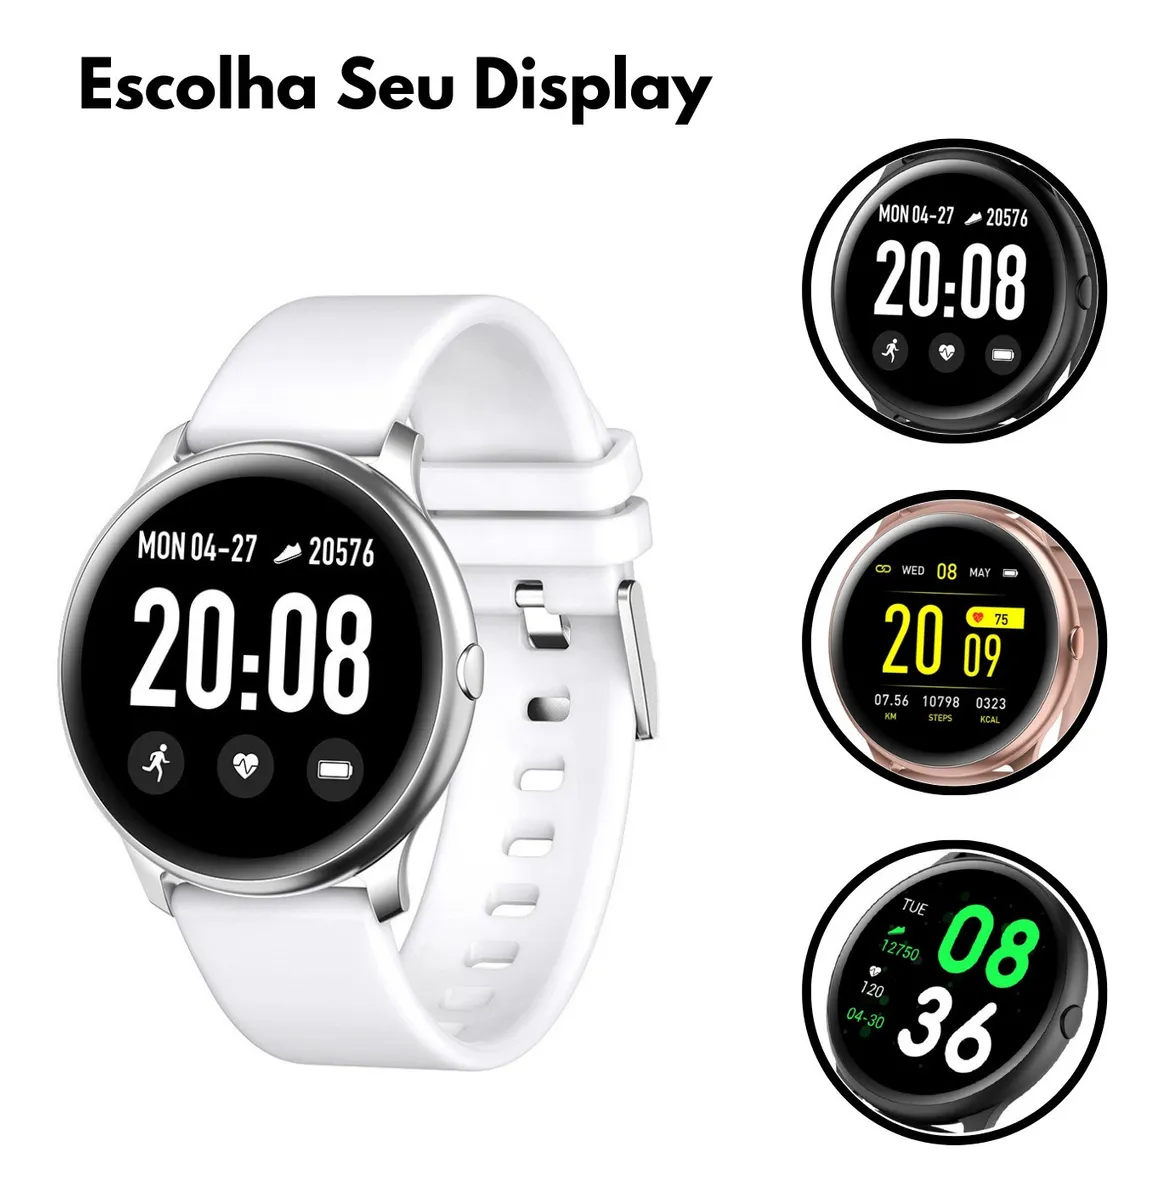 Escolha Seu Display
MON 04-27 20576
20:08
MON 04-27 20576
20:08
WED 08 MAY
75
20 09
07.56 10798 0323
KM STEPS KCAL
TUE
08
12750
120
36
04-30